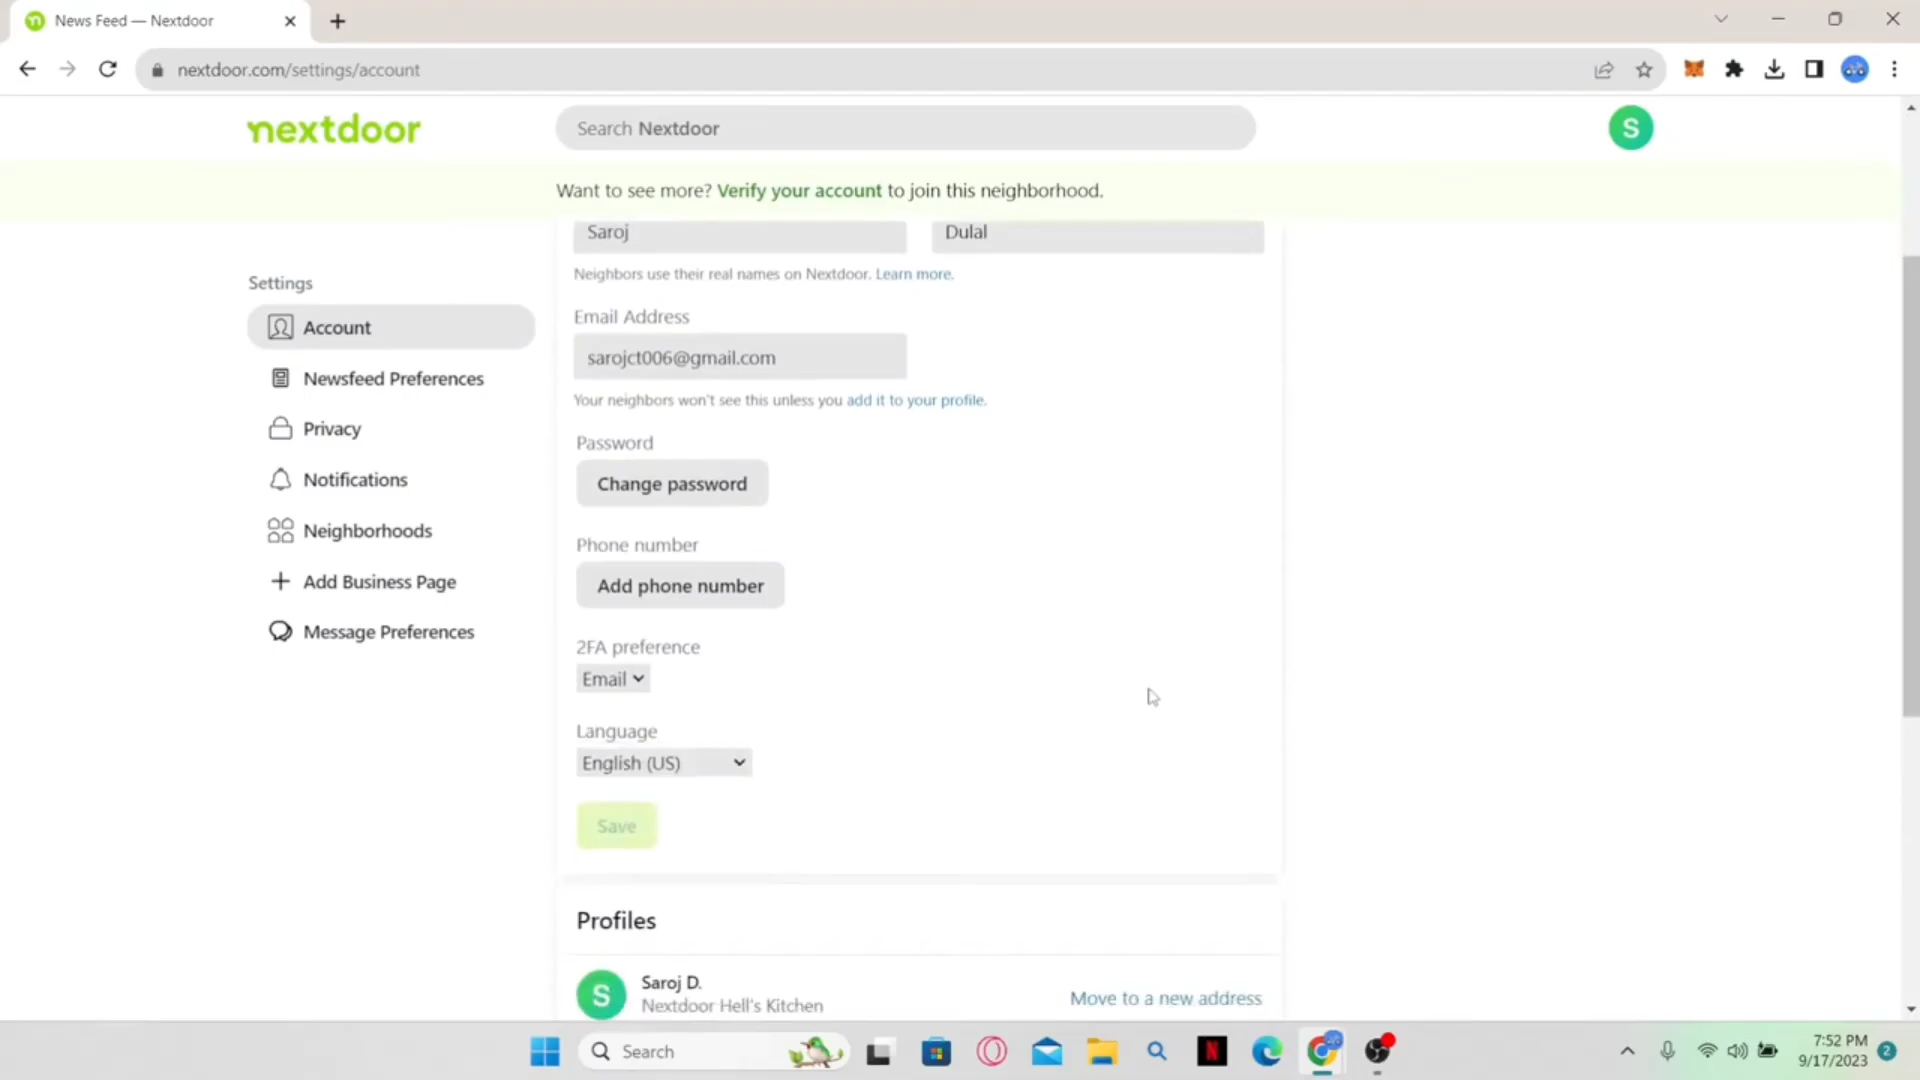 News Feed — Nextdoor
nextdoor.com/settings/account
nextdoor
Search Nextdoor
S
Want to see more? Verify your account to join this neighborhood.
Saroj
Dulal
Neighbors use their real names on Nextdoor. Learn more.
Settings
Account
Newsfeed Preferences
Privacy
Notifications
Neighborhoods
Add Business Page
Message Preferences
Email Address
sarojct006@gmail.com
Your neighbors won't see this unless you add it to your profile.
Password
Change password
Phone number
Add phone number
2FA preference
Email
Language
English (US)
Save
Profiles
S
Saroj D.
Nextdoor Hell's Kitchen
Move to a new address
Search
N
7:52 PM
9/17/2023
2